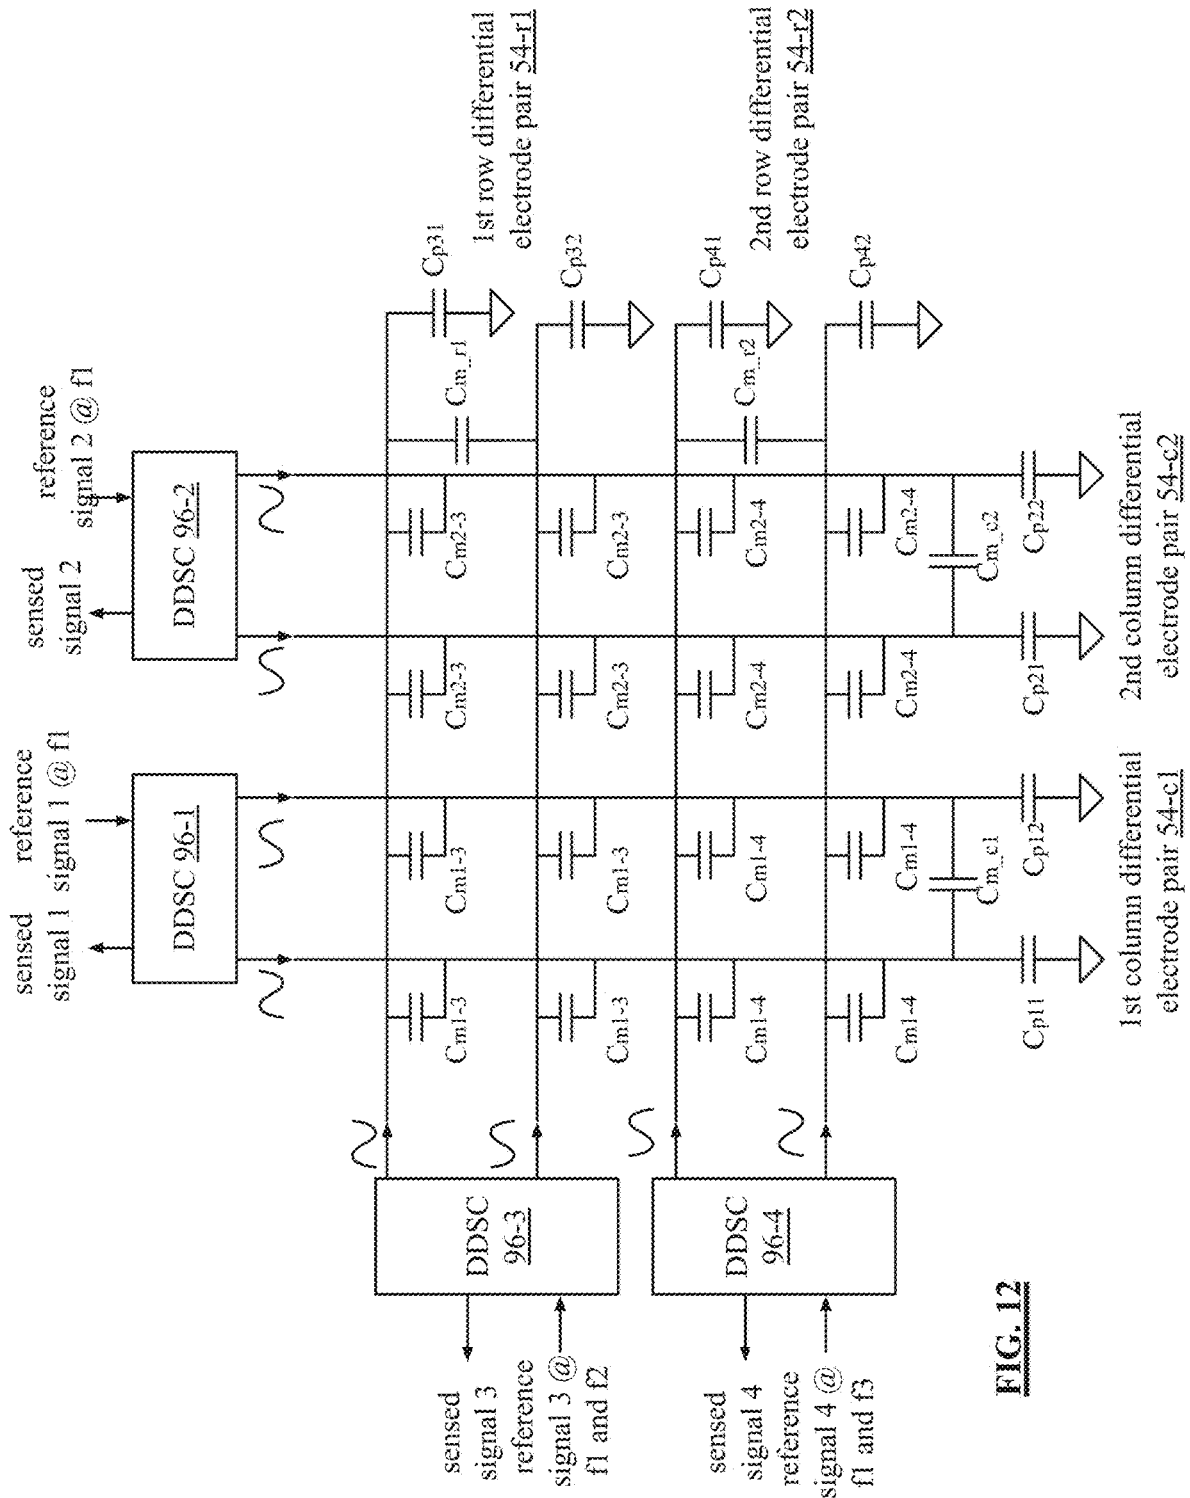 sensed
signal 1
reference
signal 1 @ f1
sensed
signal 2
reference
signal 2 @ f1
DDSC 96-1
DDSC 96-2
Cp31
1st row differential
electrode pair 54-r1
Cm_r1
Cm1-3
Cm1-3
Cm2-3
Cm2-3
DDSC
96-3
sensed
signal 3
reference
signal 3 @
f1 and f2
Cp32
Cm1-3
Cm1-3
Cm2-3
Cm2-3
Cp41
2nd row differential
electrode pair 54-r2
Cm_r2
Cm1-4
Cm1-4
Cm2-4
Cm2-4
DDSC
96-4
sensed
signal 4
reference
signal 4 @
f1 and f3
Cp42
Cm1-4
Cm1-4
Cm2-4
Cm2-4
Cm_c1
Cm_c2
Cp11
Cp12
Cp21
Cp22
1st column differential
electrode pair 54-c1
2nd column differential
electrode pair 54-c2
FIG. 12